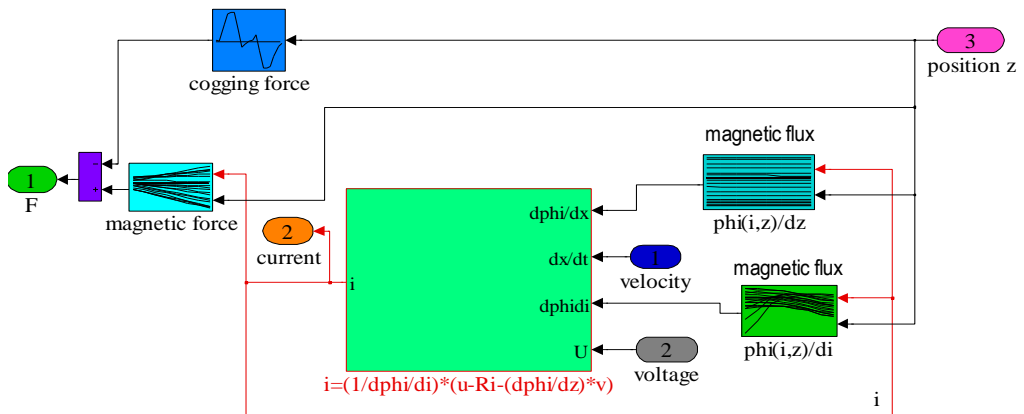 3
position z
cogging force
magnetic flux
-
+
1
F
magnetic force
phi(i,z)/dz
dphi/dx
2
current
dx/dt
1
velocity
magnetic flux
i
dphidi
phi(i,z)/di
U
2
voltage
i=(1/dphi/di)*(u-Ri-(dphi/dz)*v)
i